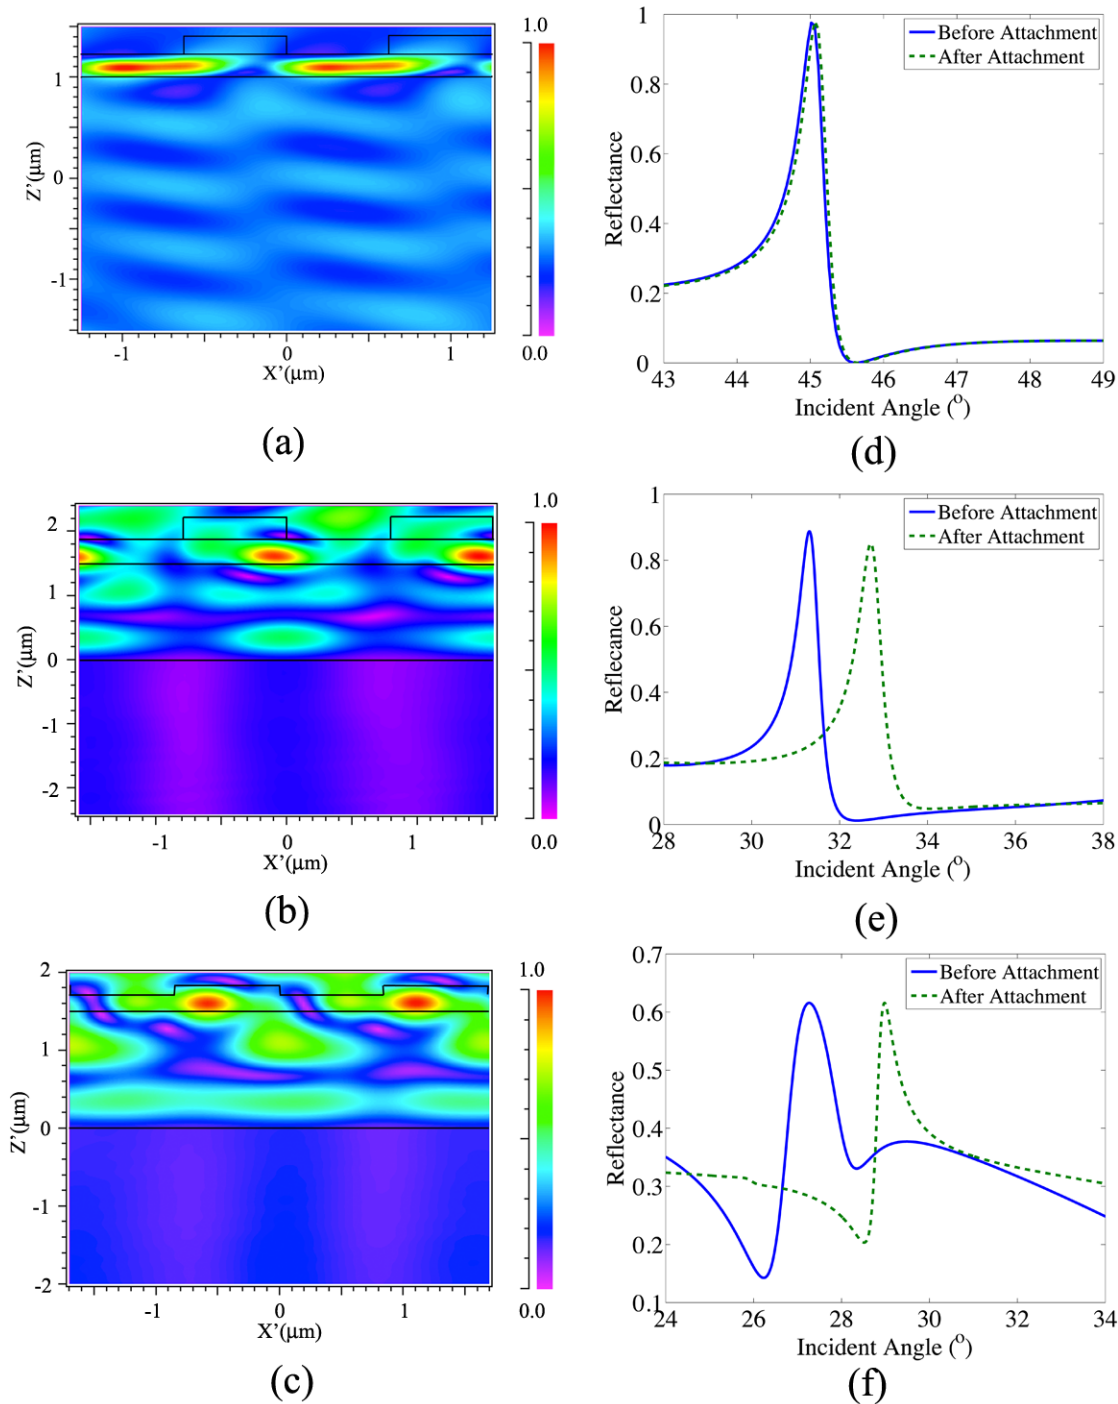 1.0
1
0
-1
Z'(μm)
-1
0
1
X'(μm)
0.0
(a)
1
0.8
0.6
0.4
0.2
0
Reflectance
Before Attachment
After Attachment
43 44 45 46 47 48 49
Incident Angle (o)
(d)
1.0
2
1
0
-1
-2
Z'(μm)
-1
0
1
X'(μm)
0.0
(b)
1
0.8
0.6
0.4
0.2
0
Reflecance
Before Attachment
After Attachment
28 30 32 34 36 38
Incident Angle (o)
(e)
1.0
2
1
0
-1
-2
Z'(μm)
-1
0
1
X'(μm)
0.0
(c)
0.7
0.6
0.5
0.4
0.3
0.2
0.1
Reflectance
Before Attachment
After Attachment
24 26 28 30 32 34
Incident Angle (o)
(f)